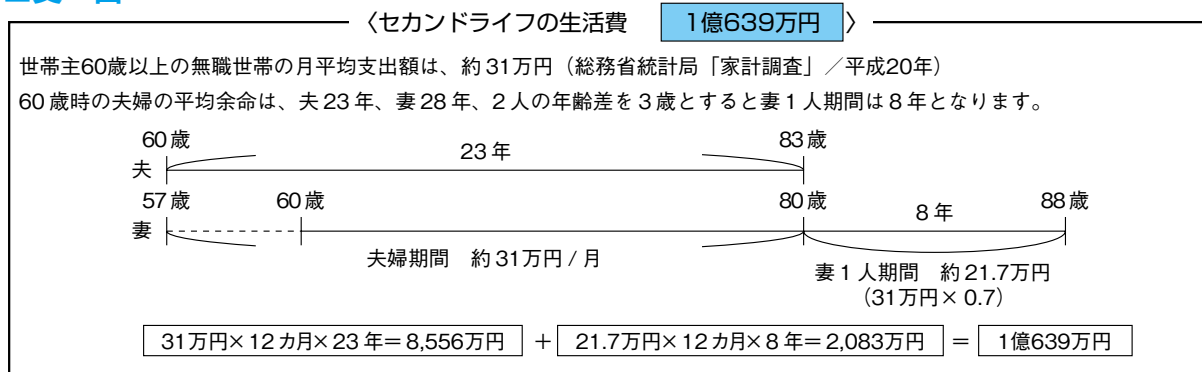 〈セカンドライフの生活費 1億639万円〉
世帯主60歳以上の無職世帯の月平均支出額は、約31万円（総務省統計局「家計調査」／平成20年）
60歳時の夫婦の平均余命は、夫23年、妻28年、2人の年齢差を3歳とすると妻1人期間は8年となります。
60歳 23年 83歳
夫
57歳 60歳 80歳 8年 88歳
妻
夫婦期間 約31万円/月
妻1人期間 約21.7万円
（31万円×0.7）
31万円×12カ月×23年＝8,556万円 ＋ 21.7万円×12カ月×8年＝2,083万円 ＝ 1億639万円